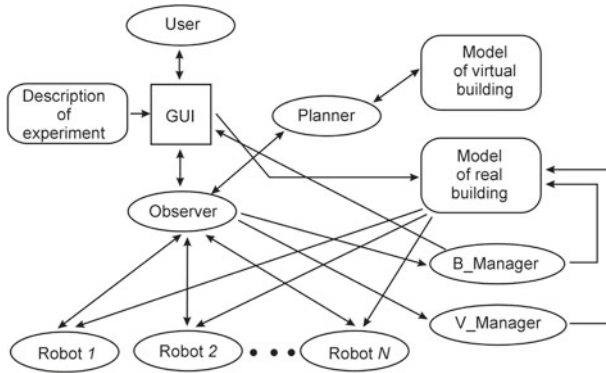 User
Description
of
experiment
GUI
Planner
Model
of virtual
building
Model
of real
building
Observer
B_Manager
V_Manager
Robot 1
Robot 2
Robot N